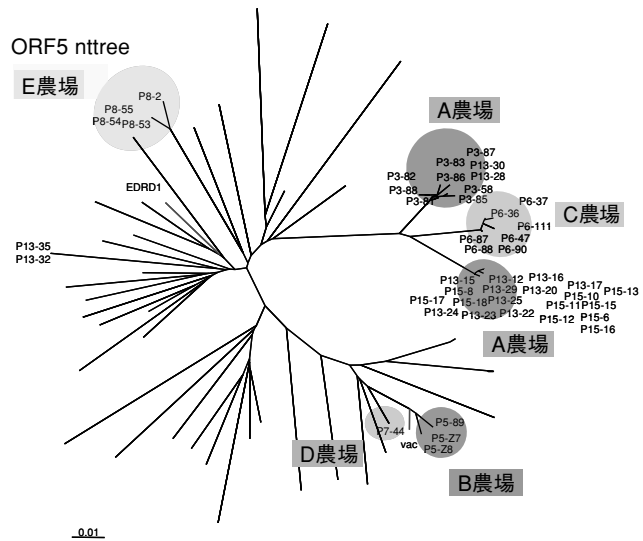 ORF5 nttree
E農場
P8-2
P8-55
P8-54 P8-53
EDRD1
P13-35
P13-32
A農場
P3-87
P3-83 P13-30
P3-82 P3-86 P13-28
P3-88 P3-58
P3-81 P3-85
P6-37
P6-36
C農場
P6-111
P6-87 P6-47
P6-88 P6-90
P13-15 P13-12 P13-16
P15-8 P13-29 P13-20 P13-17
P15-10 P15-13
P15-17 P15-18 P13-25 P15-11 P15-15
P13-24 P13-23 P13-22 P15-12 P15-6
P15-16
A農場
P7-44
vac
P5-89
P5-Z7
P5-Z8
D農場
B農場
0.01